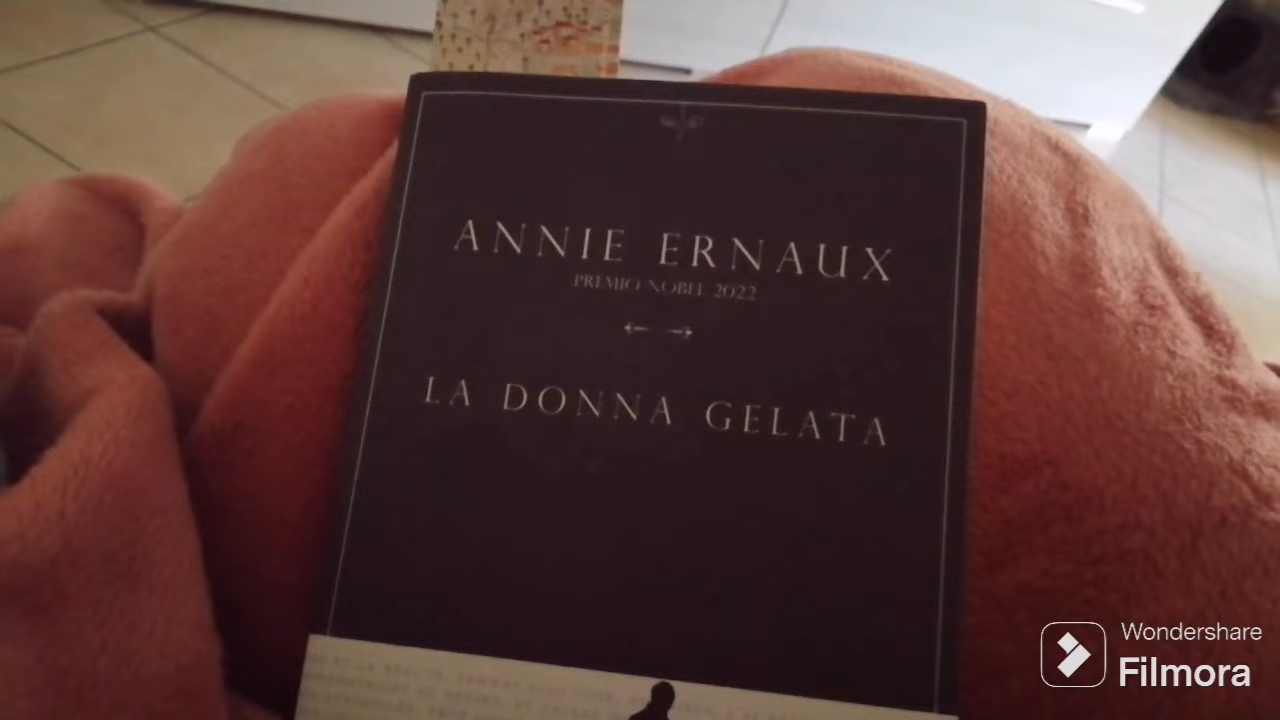 ANNIE ERNAUX
PREMIO NOBEL 2022
LA DONNA GELATA
Wondershare
Filmora